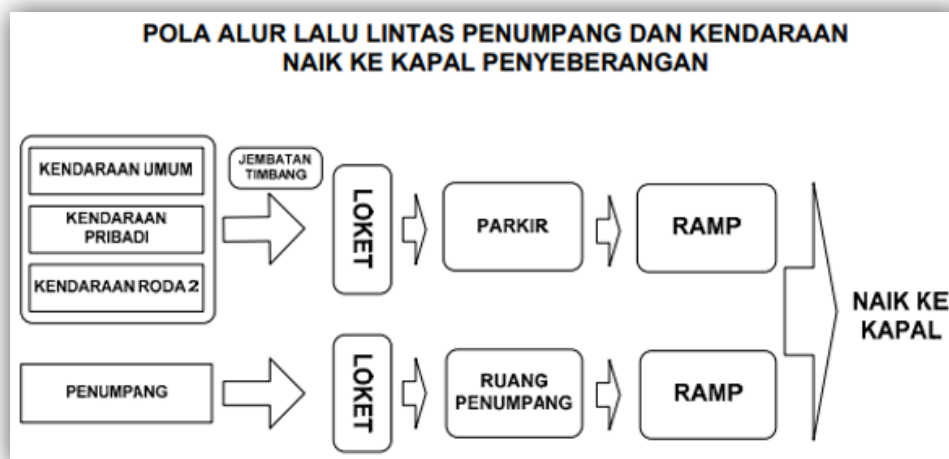 POLA ALUR LALU LINTAS PENUMPANG DAN KENDARAAN
NAIK KE KAPAL PENYEBERANGAN
KENDARAAN UMUM
KENDARAAN
PRIBADI
KENDARAAN RODA 2
JEMBATAN
TIMBANG
LOKET
PARKIR
RAMP
PENUMPANG
LOKET
RUANG
PENUMPANG
RAMP
NAIK KE
KAPAL